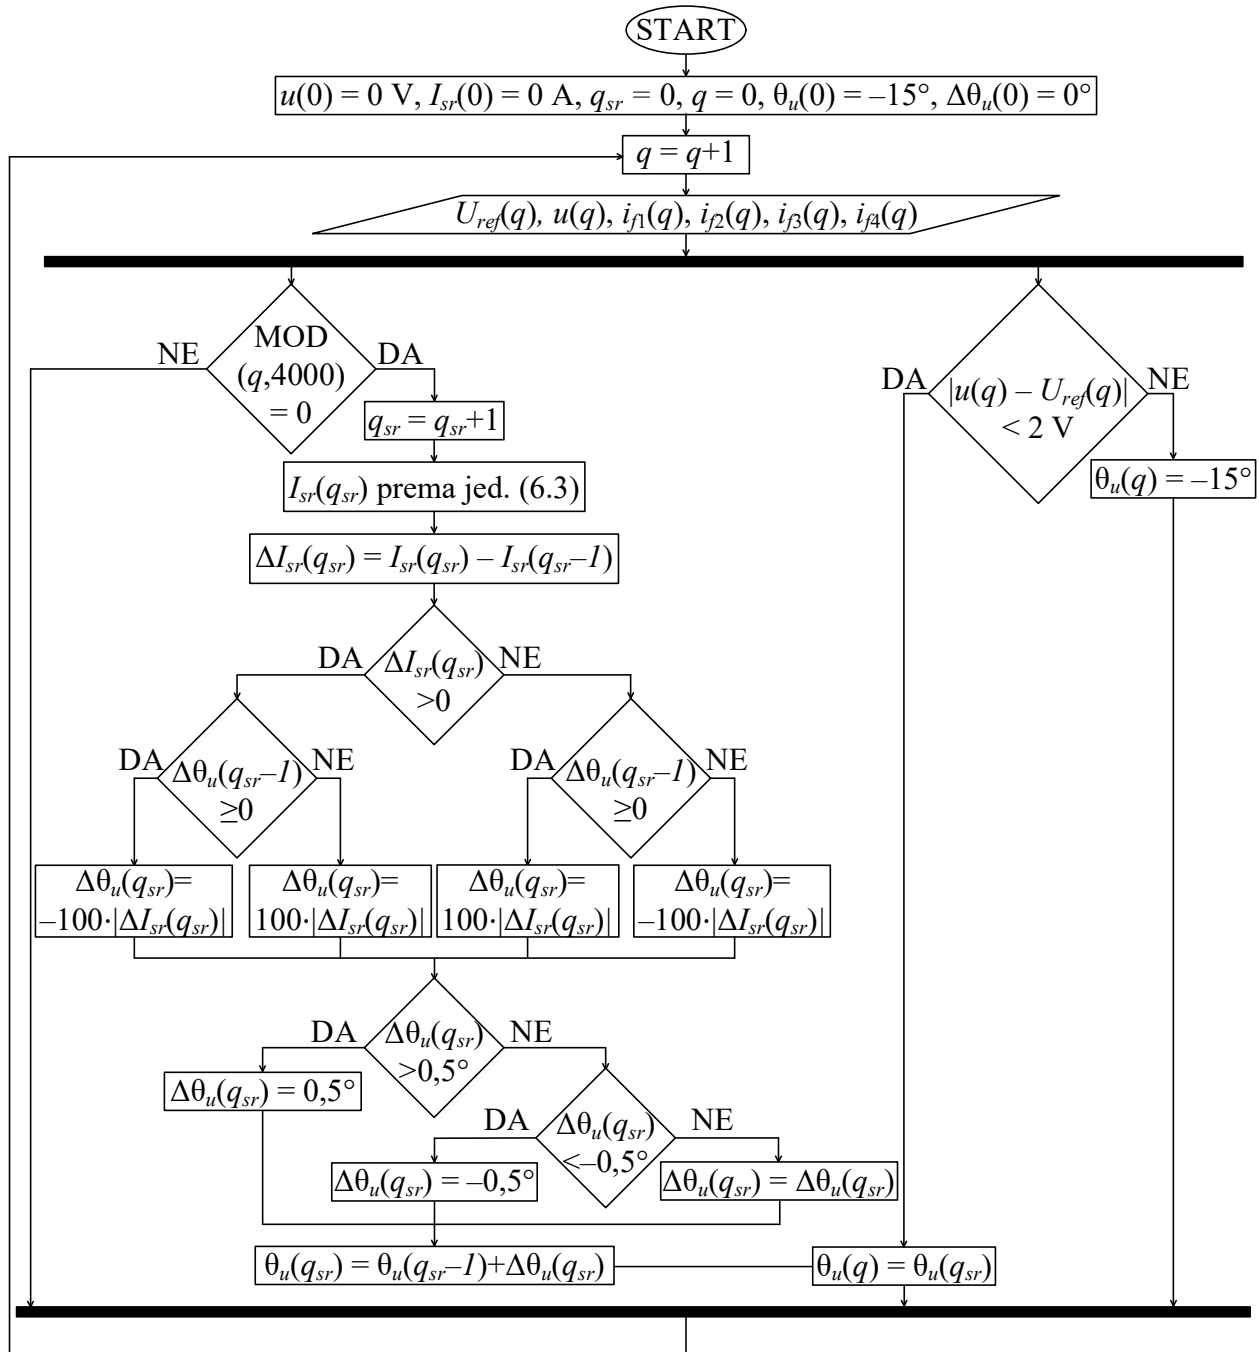 START
u(0) = 0 V, I_sr(0) = 0 A, q_sr = 0, q = 0, θ_u(0) = –15°, Δθ_u(0) = 0°
q = q+1
U_ref(q), u(q), i_f1(q), i_f2(q), i_f3(q), i_f4(q)
NE
MOD
(q,4000)
= 0
DA
q_sr = q_sr+1
I_sr(q_sr) prema jed. (6.3)
ΔI_sr(q_sr) = I_sr(q_sr) – I_sr(q_sr–1)
DA
ΔI_sr(q_sr)
>0
NE
DA
Δθ_u(q_sr–1)
≥0
NE
DA
Δθ_u(q_sr–1)
≥0
NE
Δθ_u(q_sr)=
–100·|ΔI_sr(q_sr)|
Δθ_u(q_sr)=
100·|ΔI_sr(q_sr)|
Δθ_u(q_sr)=
100·|ΔI_sr(q_sr)|
Δθ_u(q_sr)=
–100·|ΔI_sr(q_sr)|
DA
Δθ_u(q_sr)
>0,5°
NE
Δθ_u(q_sr) = 0,5°
DA
Δθ_u(q_sr)
<–0,5°
NE
Δθ_u(q_sr) = –0,5°
Δθ_u(q_sr) = Δθ_u(q_sr)
θ_u(q_sr) = θ_u(q_sr–1)+Δθ_u(q_sr)
DA
|u(q) – U_ref(q)|
< 2 V
NE
θ_u(q) = –15°
θ_u(q) = θ_u(q_sr)